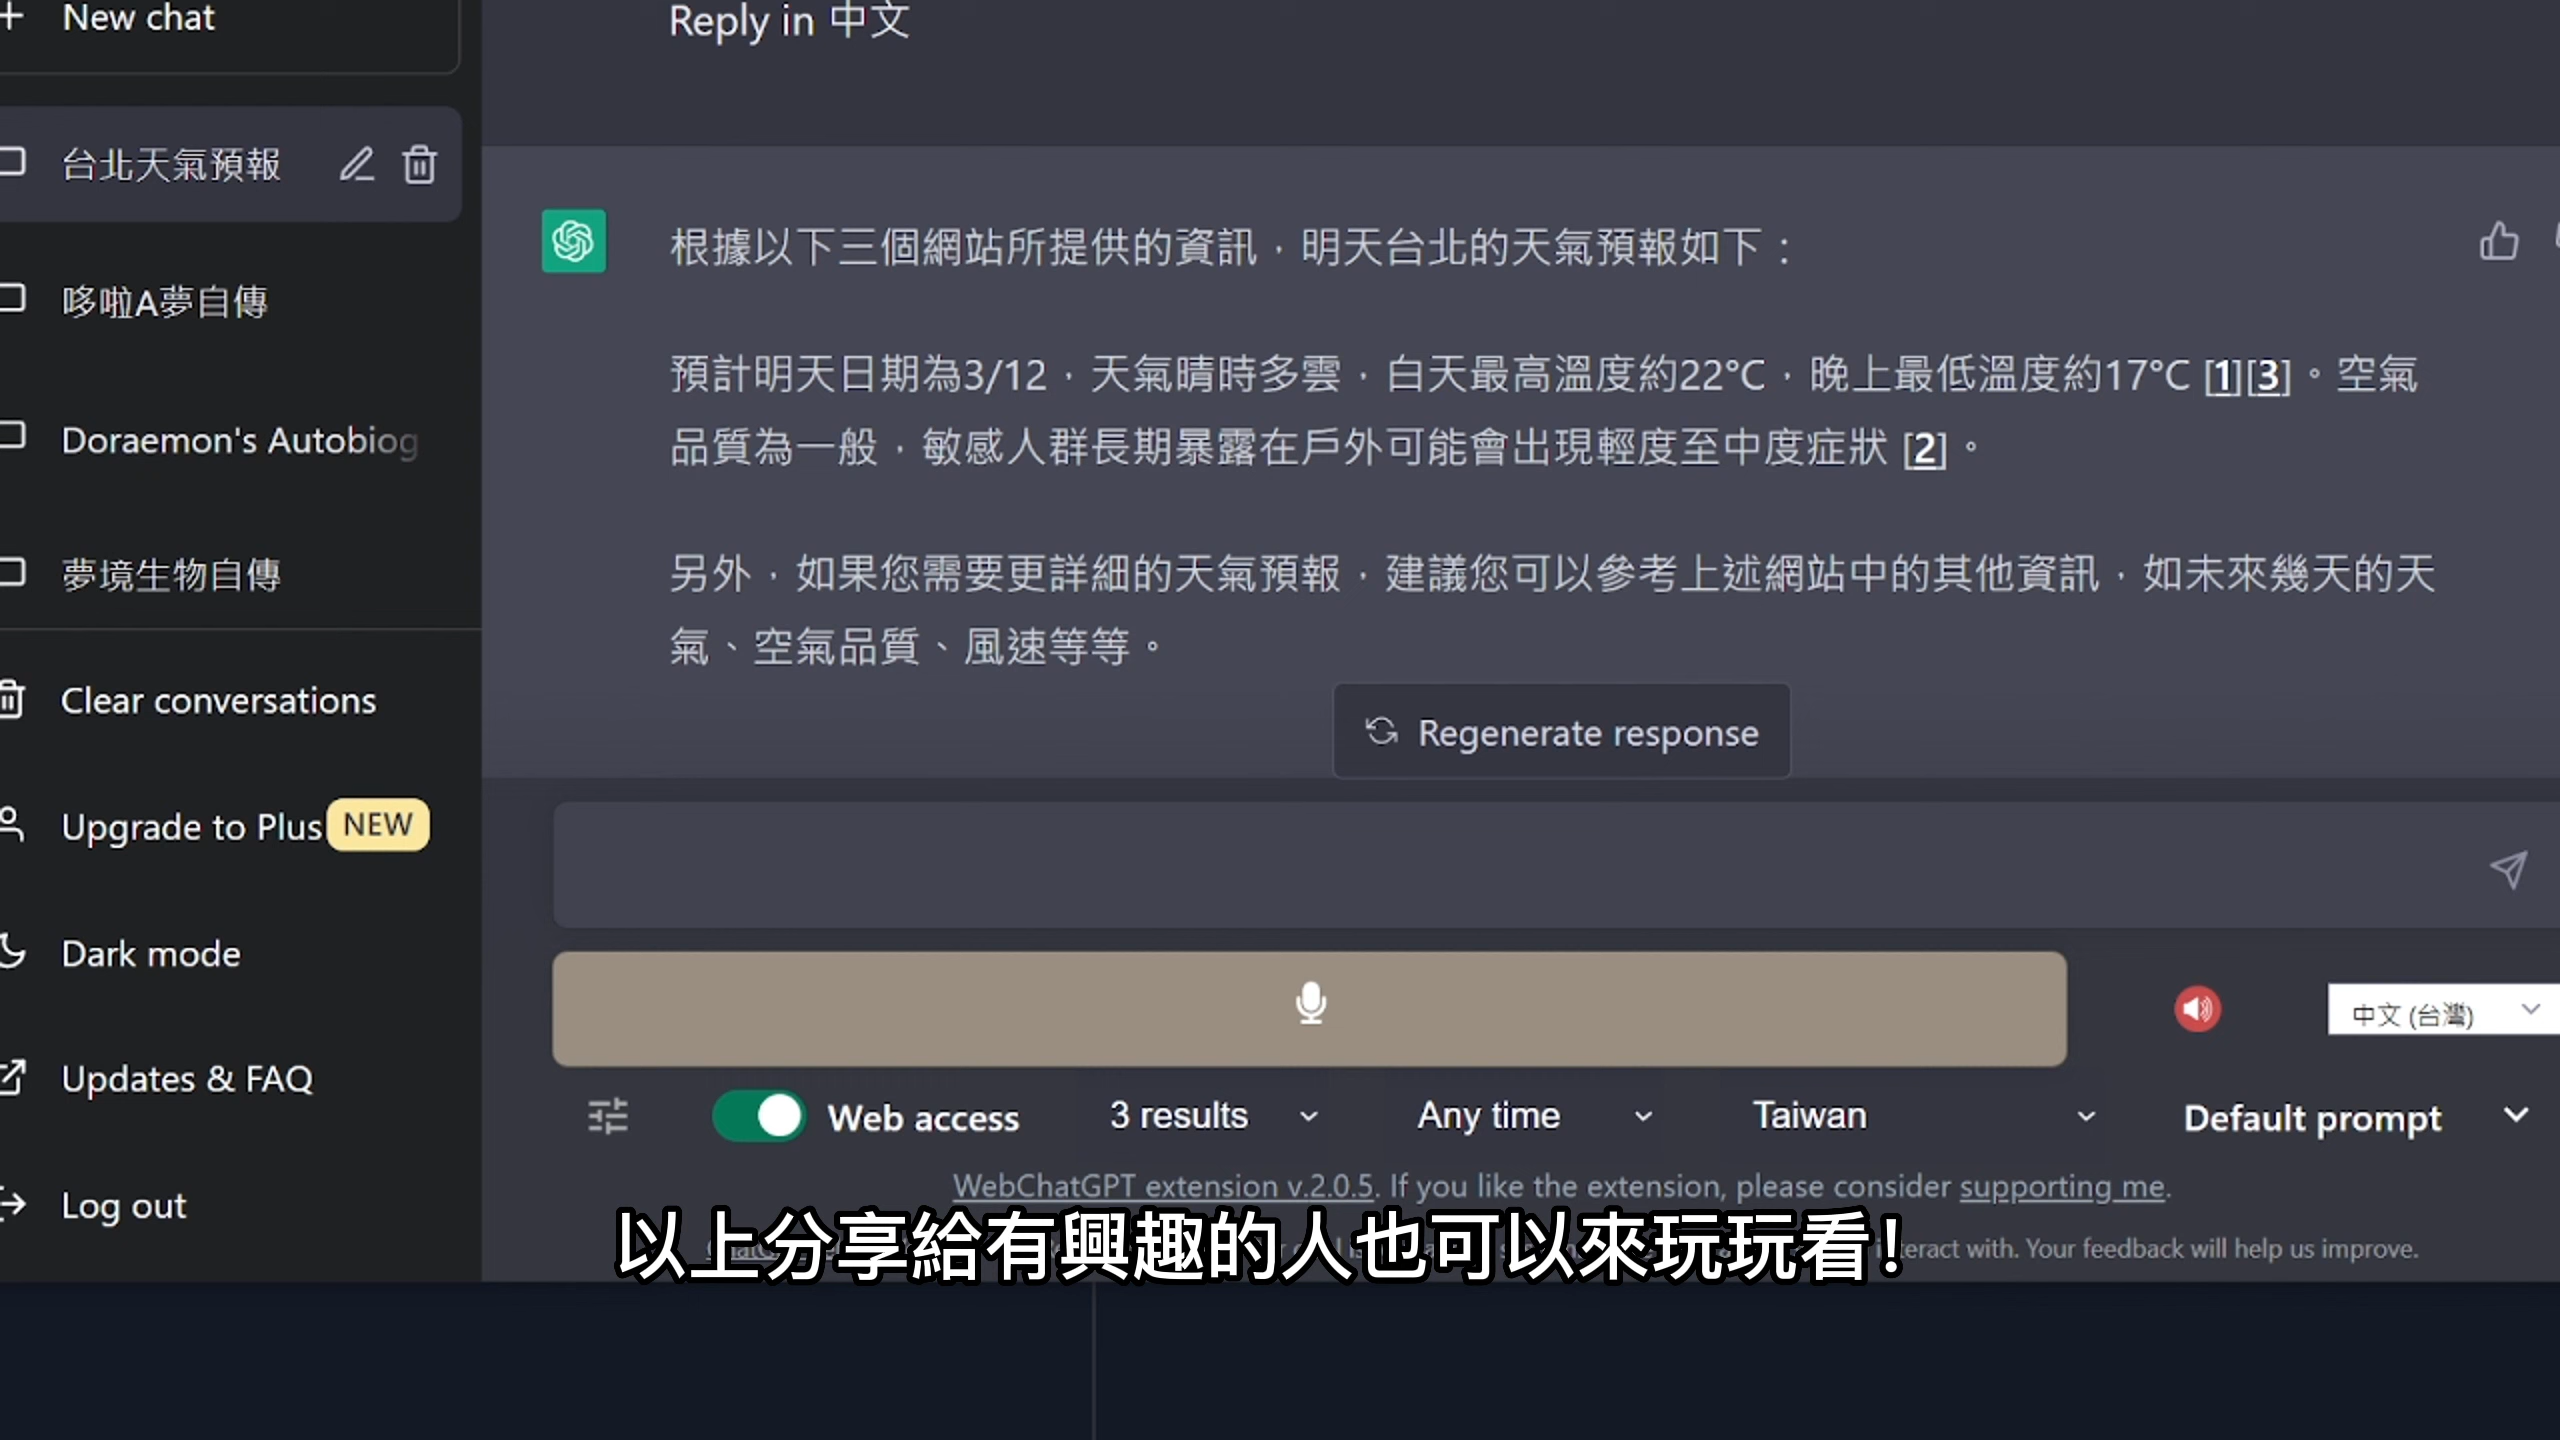 New chat
台北天氣預報
哆啦A夢自傳
Doraemon's Autobiog
夢境生物自傳
Clear conversations
Upgrade to Plus NEW
Dark mode
Updates & FAQ
Log out
Reply in 中文
根據以下三個網站所提供的資訊，明天台北的天氣預報如下：
預計明天日期為3/12，天氣晴時多雲，白天最高溫度約22°C，晚上最低溫度約17°C [1][3]。空氣
品質為一般，敏感人群長期暴露在戶外可能會出現輕度至中度症狀 [2]。
另外，如果您需要更詳細的天氣預報，建議您可以參考上述網站中的其他資訊，如未來幾天的天
氣、空氣品質、風速等等。
Regenerate response
中文 (台灣)
Web access 3 results Any time Taiwan Default prompt
WebChatGPT extension v.2.0.5. If you like the extension, please consider supporting me.
teract with. Your feedback will help us improve.
以上分享給有興趣的人也可以來玩玩看！